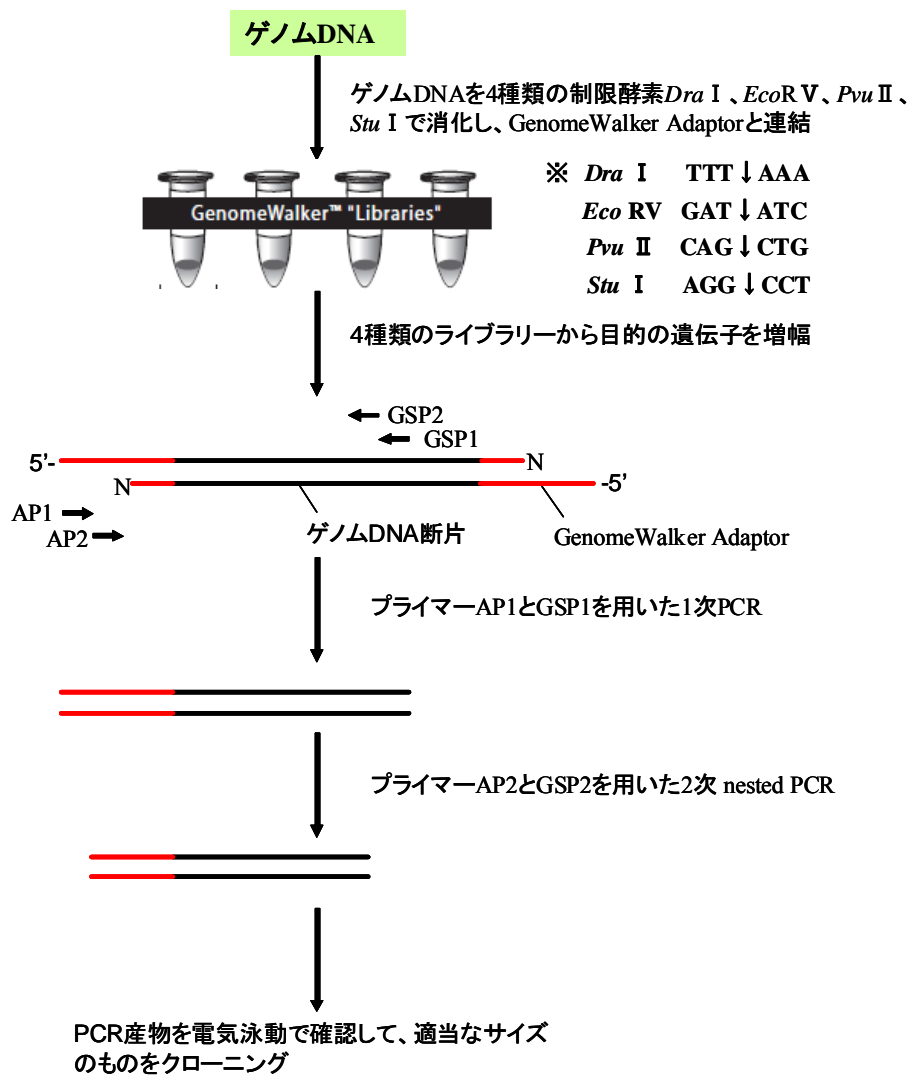 ゲノムDNA
ゲノムDNAを4種類の制限酵素Dra Ⅰ、EcoRⅤ、PvuⅡ、
Stu Ⅰで消化し、GenomeWalker Adaptorと連結
※ Dra Ⅰ TTT↓AAA
Eco RV GAT↓ATC
Pvu Ⅱ CAG↓CTG
Stu Ⅰ AGG↓CCT
GenomeWalker™ "Libraries"
4種類のライブラリーから目的の遺伝子を増幅
GSP2
GSP1
5'-
N
N
-5'
AP1
AP2
ゲノムDNA断片
GenomeWalker Adaptor
プライマーAP1とGSP1を用いた1次PCR
プライマーAP2とGSP2を用いた2次 nested PCR
PCR産物を電気泳動で確認して、適当なサイズ
のものをクローニング